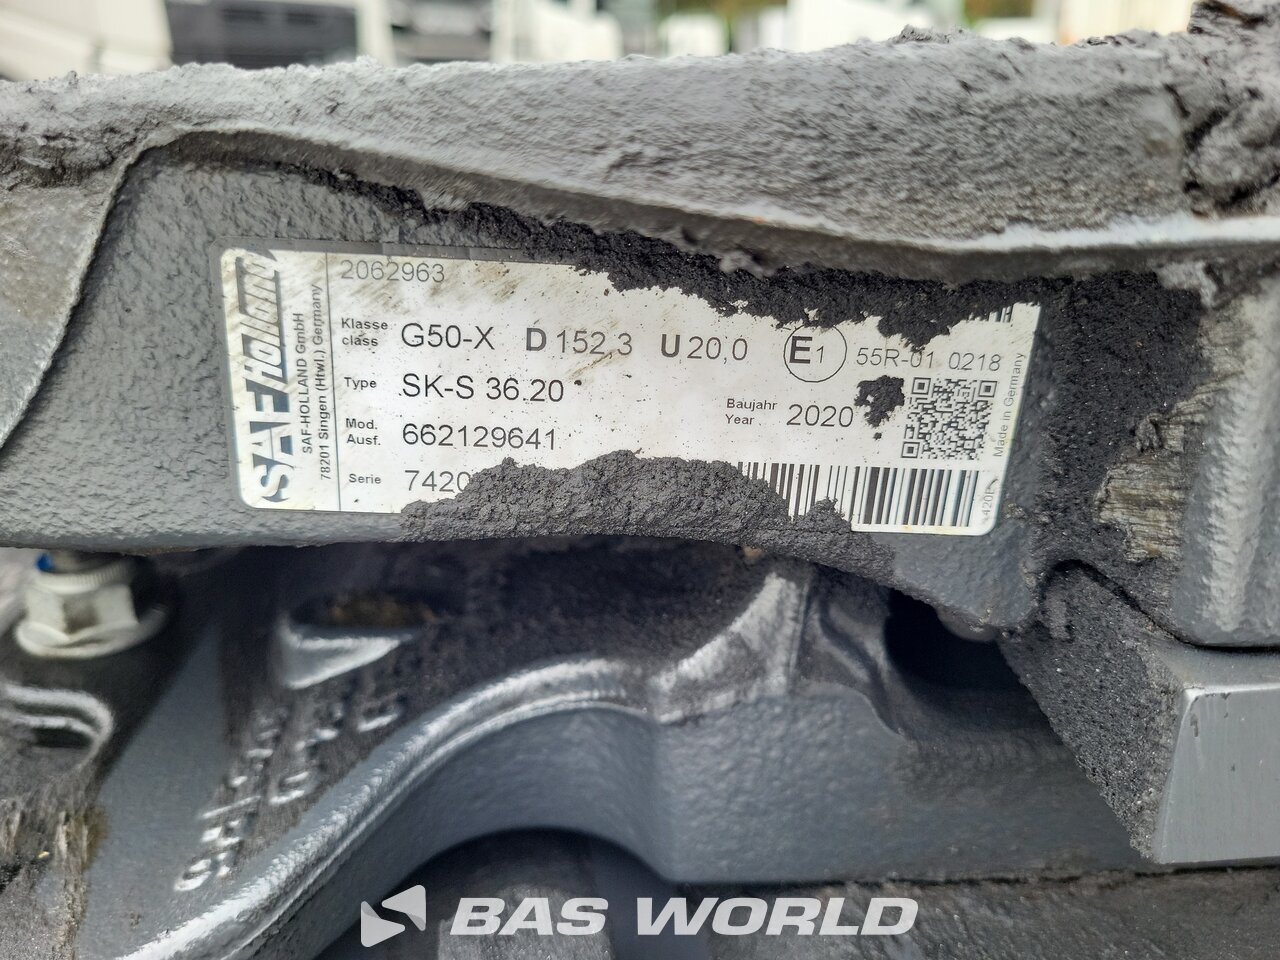 SAF HOLLAND
SAF-HOLLAND GmbH
78201 Singen (Htwl.) Germany
2062963
Klasse
class
G50-X D 152,3 U 20,0 E1 55R-01 0218
Type SK-S 36.20
Baujahr
Year
2020
Mod.
Ausf.
662129641
Serie 7420
Made in Germany
BAS WORLD